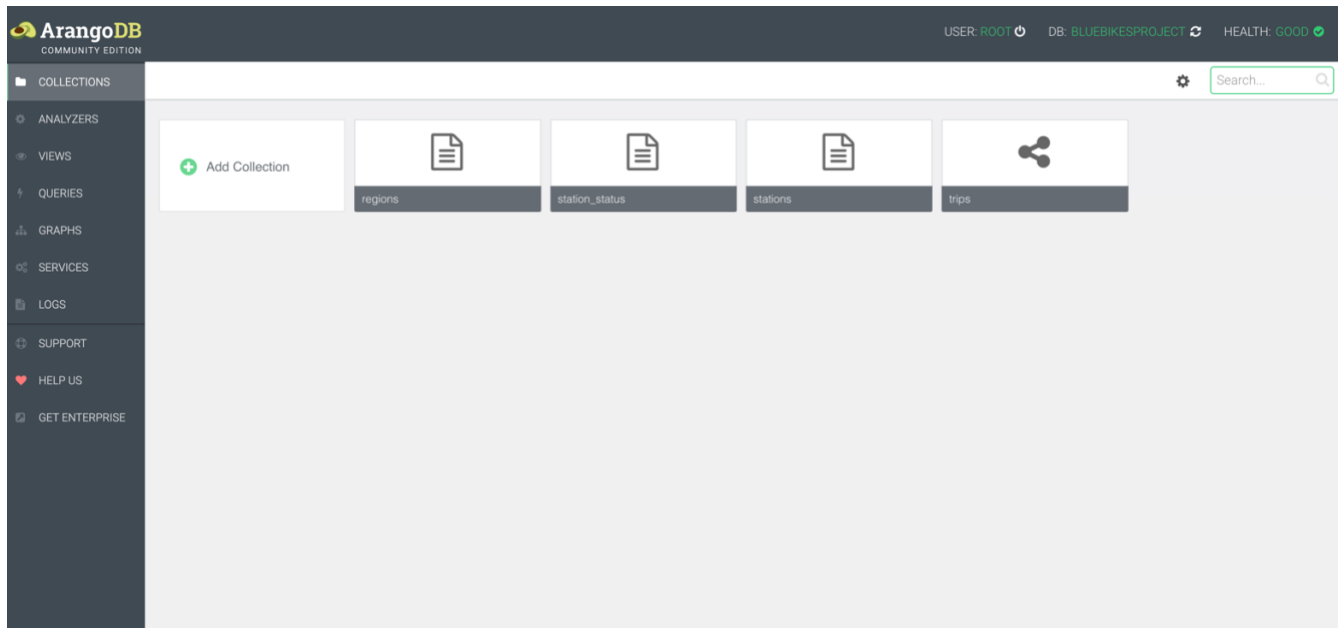 ArangoDB
COMMUNITY EDITION
USER: ROOT DB: BLUEBIKESPROJECT HEALTH: GOOD
COLLECTIONS
Search...
ANALYZERS
VIEWS
QUERIES
GRAPHS
SERVICES
LOGS
SUPPORT
HELP US
GET ENTERPRISE
Add Collection
regions
station_status
stations
trips